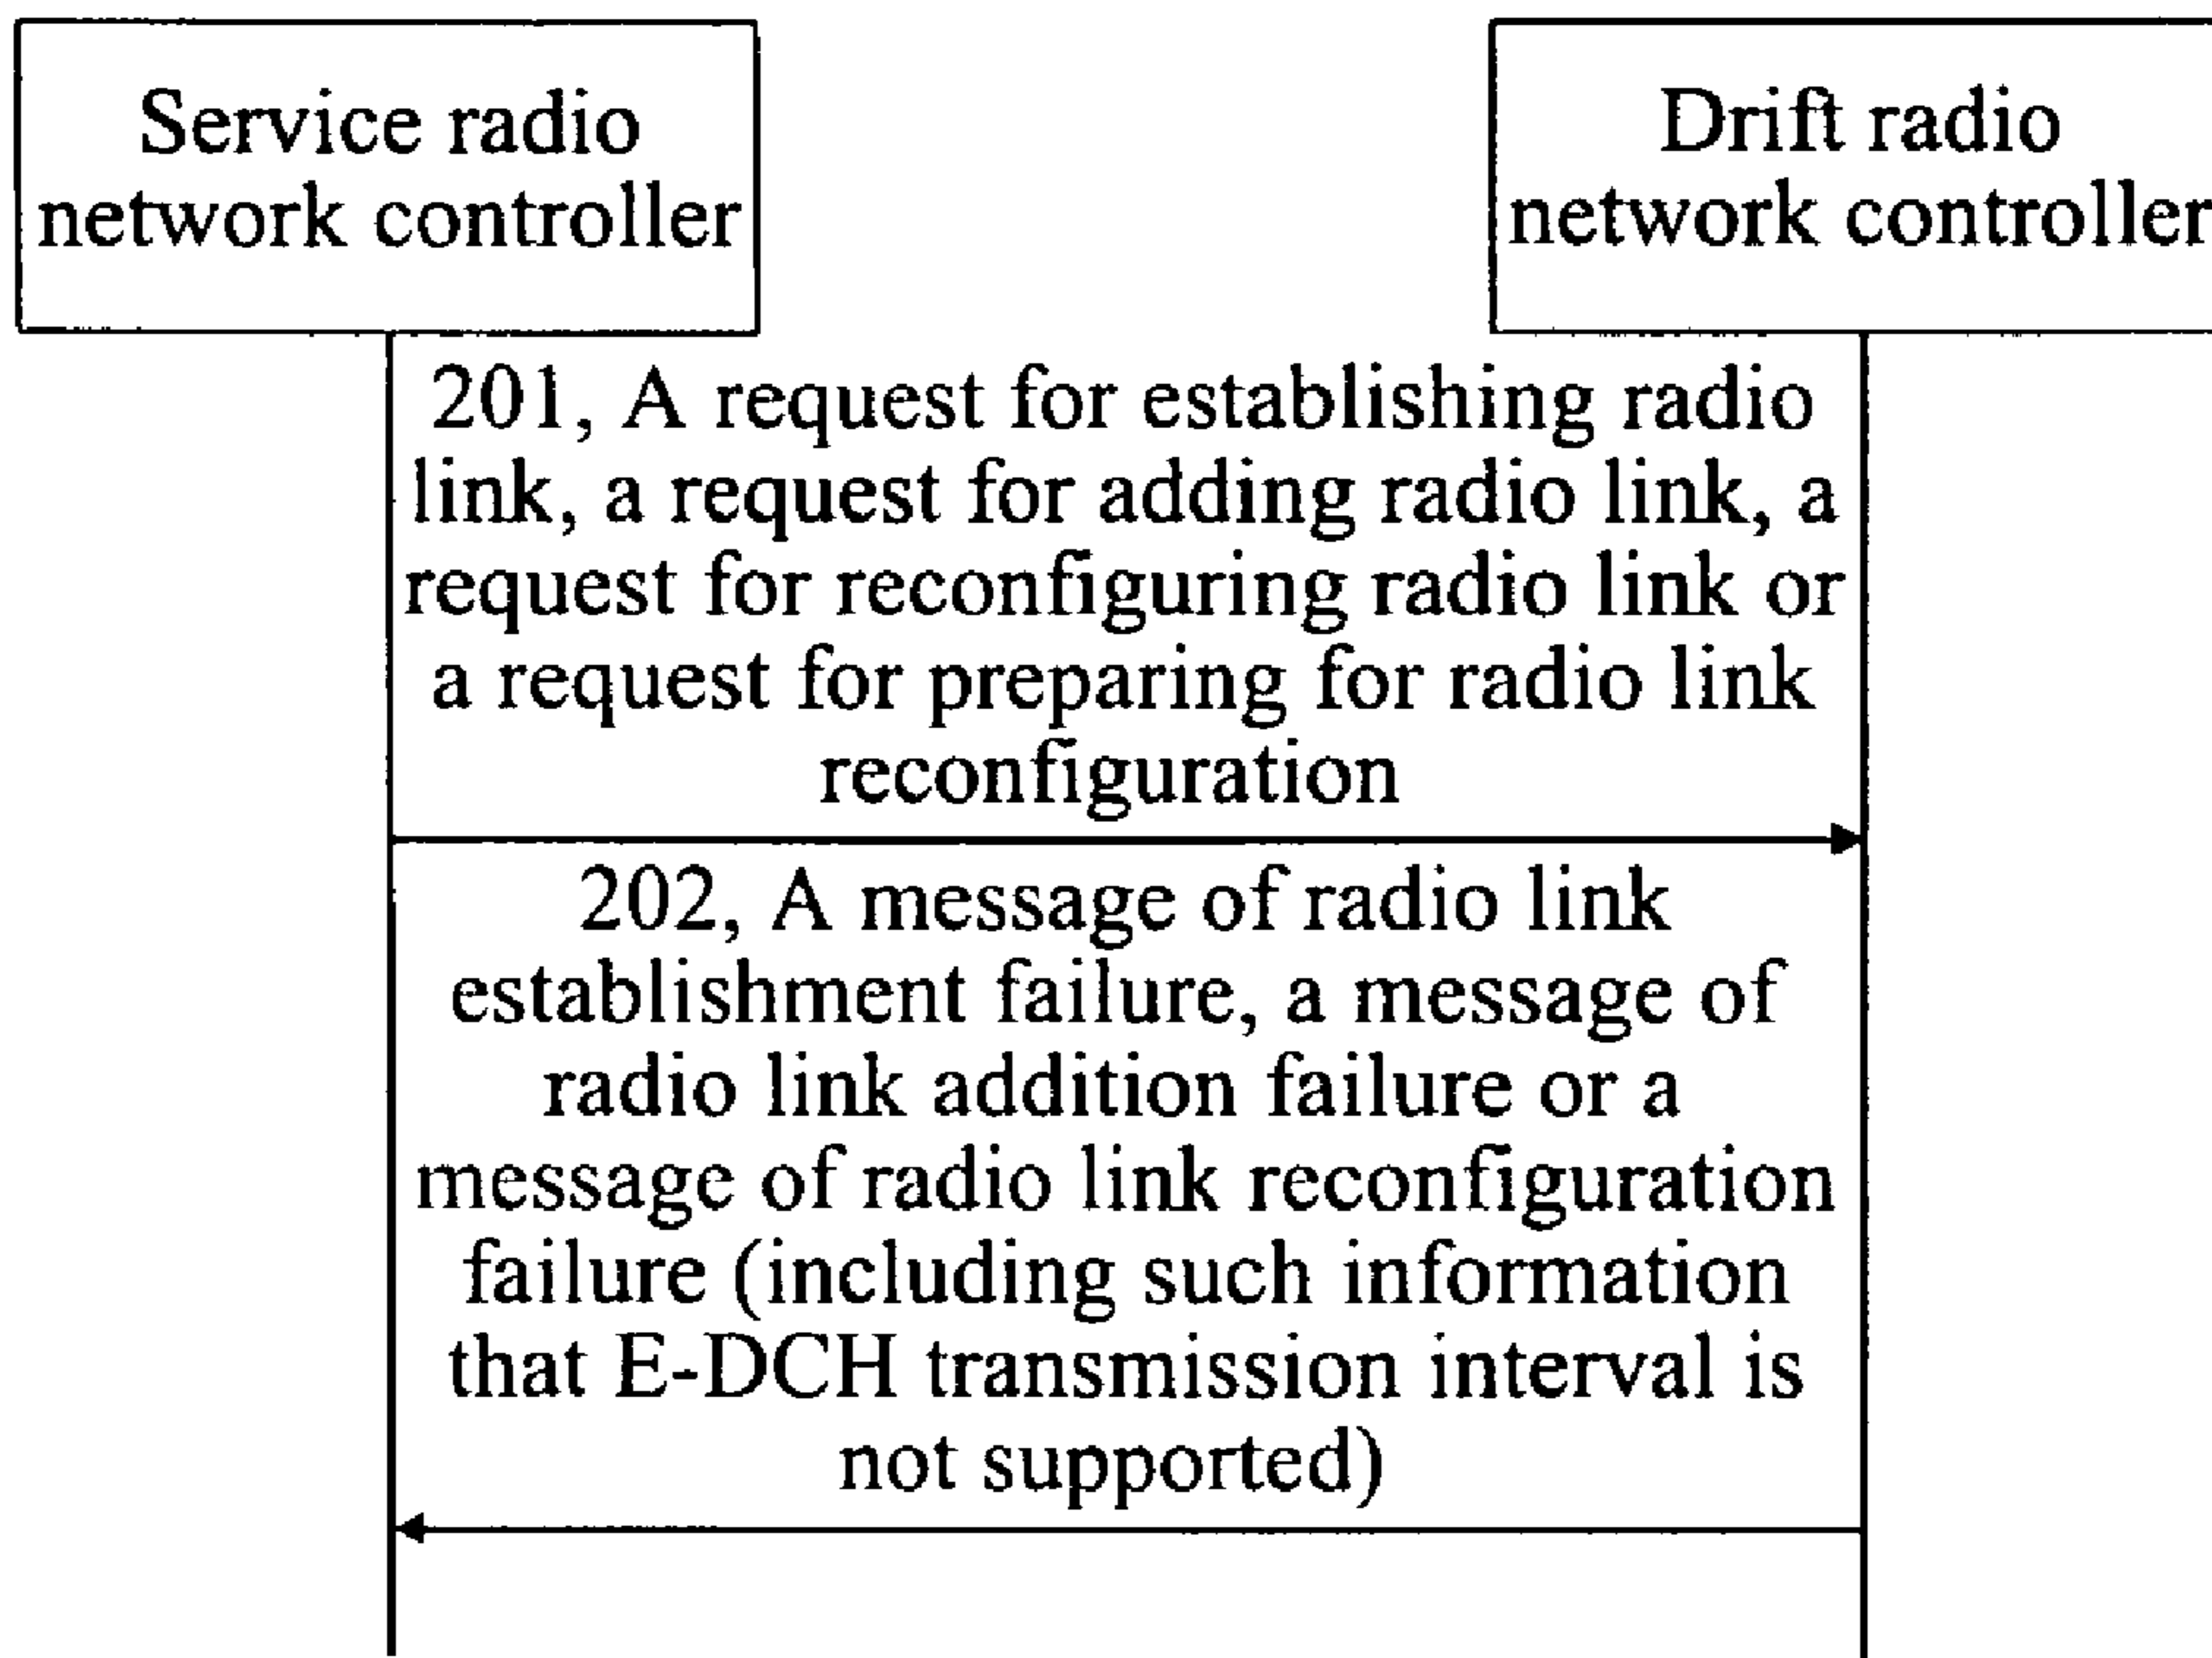 Service radio
network controller
Drift radio
network controller
201, A request for establishing radio
link, a request for adding radio link, a
request for reconfiguring radio link or
a request for preparing for radio link
reconfiguration
202, A message of radio link
establishment failure, a message of
radio link addition failure or a
message of radio link reconfiguration
failure (including such information
that E-DCH transmission interval is
not supported)